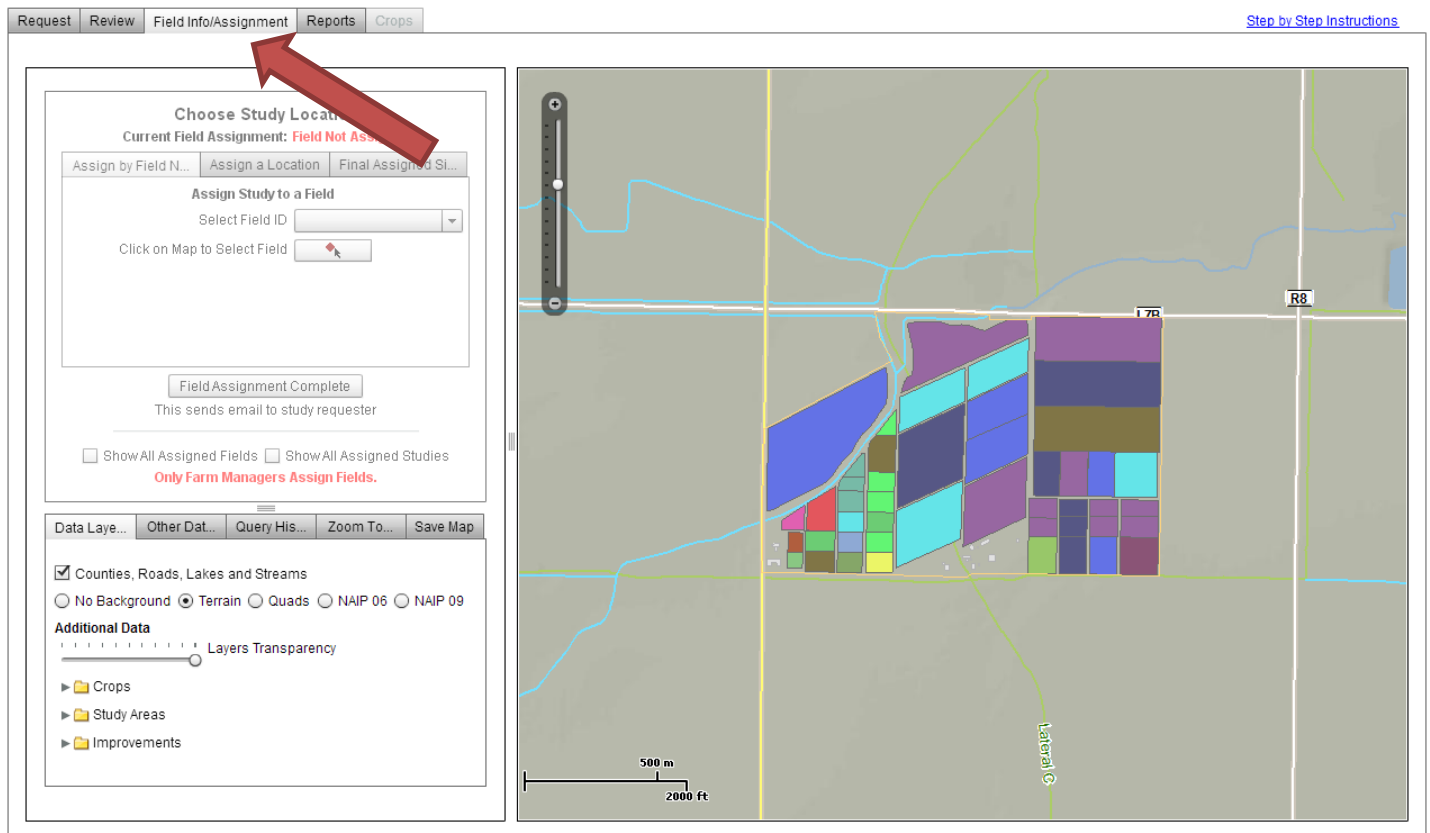 Request Review Field Info/Assignment Reports Crops
Step by Step Instructions
Choose Study
Current Field Assignment: Field Not
Assign by Field N... Assign a Location Final Assigned Si...
Assign Study to a Field
Select Field ID
Click on Map to Select Field
Field Assignment Complete
This sends email to study requester
Show All Assigned Fields Show All Assigned Studies
Only Farm Managers Assign Fields.
Data Laye... Other Dat... Query His... Zoom To... Save Map
Counties, Roads, Lakes and Streams
No Background Terrain Quads NAIP 06 NAIP 09
Additional Data
Layers Transparency
Crops
Study Areas
Improvements
R8
Lateral C
500 m
2000 ft